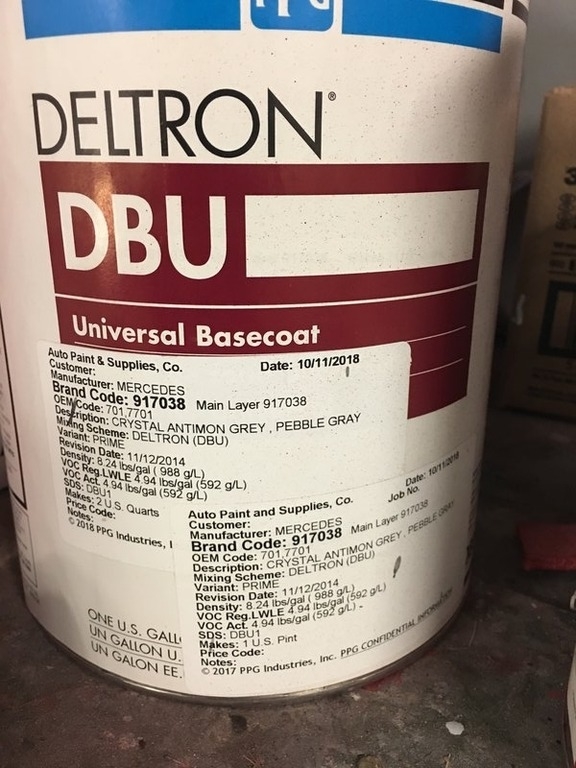 PPG
DELTRON®
DBU
Universal Basecoat
Auto Paint & Supplies, Co. Date: 10/11/2018
Customer:
Manufacturer: MERCEDES
Brand Code: 917038 Main Layer 917038
OEM Code: 701,7701
Description: CRYSTAL ANTIMON GREY , PEBBLE GRAY
Mixing Scheme: DELTRON (DBU)
Variant: PRIME
Revision Date: 11/12/2014
Density: 8.24 lbs/gal ( 988 g/L)
VOC Reg.LWLE 4.94 lbs/gal (592 g/L)
VOC Act. 4.94 lbs/gal (592 g/L)
SDS: DBU1
Makes: 2 U.S. Quarts
Price Code:
Notes:
© 2018 PPG Industries, I
Auto Paint and Supplies, Co. Date: 10/11/2018
Customer: Job No.
Manufacturer: MERCEDES
Brand Code: 917038 Main Layer 917038
OEM Code: 701,7701
Description: CRYSTAL ANTIMON GREY , PEBBLE GRAY
Mixing Scheme: DELTRON (DBU)
Variant: PRIME
Revision Date: 11/12/2014
Density: 8.24 lbs/gal ( 988 g/L)
VOC Reg.LWLE 4.94 lbs/gal (592 g/L)
VOC Act. 4.94 lbs/gal (592 g/L)
SDS: DBU1
Makes: 1 U.S. Pint
Price Code:
Notes:
© 2017 PPG Industries, Inc. PPG CONFIDENTIAL INFORMATION
ONE U.S. GALL
UN GALLON U.
UN GALON EE.
3